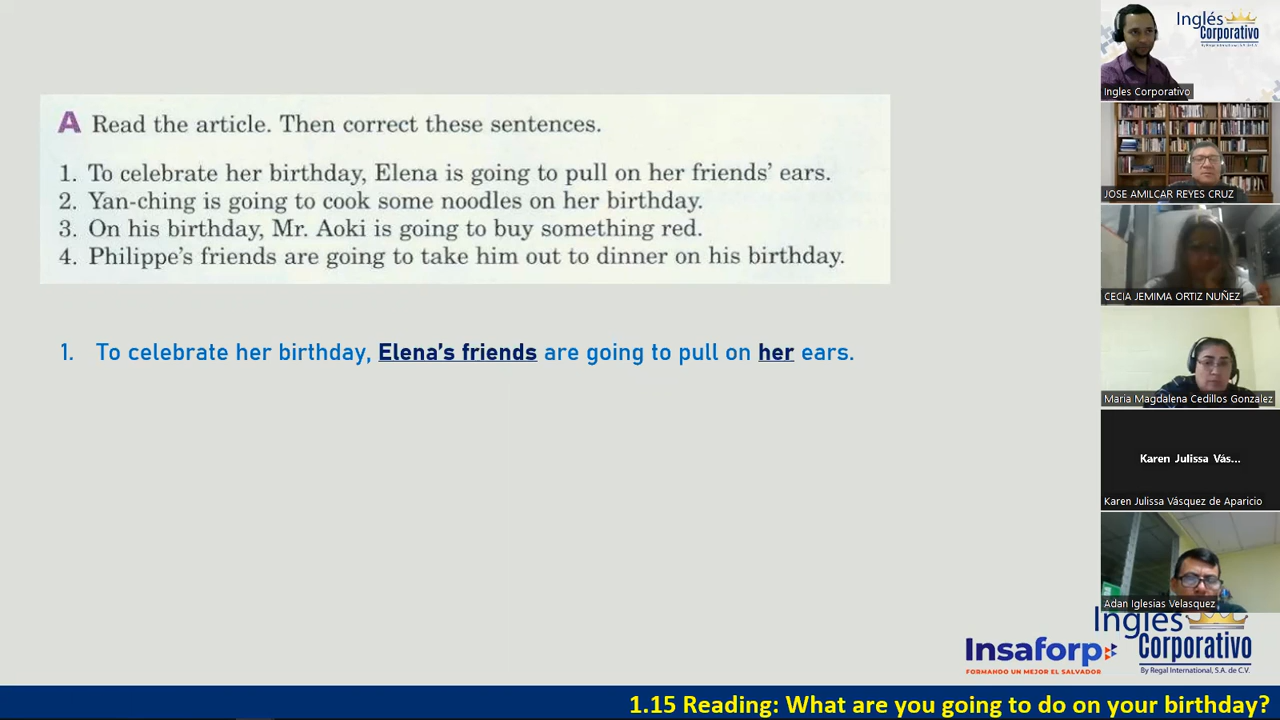 A Read the article. Then correct these sentences.
1. To celebrate her birthday, Elena is going to pull on her friends’ ears.
2. Yan-ching is going to cook some noodles on her birthday.
3. On his birthday, Mr. Aoki is going to buy something red.
4. Philippe’s friends are going to take him out to dinner on his birthday.
1. To celebrate her birthday, Elena’s friends are going to pull on her ears.
Inglés
Corporativo
By Regal International, S.A. de C.V.
Ingles Corporativo
JOSE AMILCAR REYES CRUZ
CECIA JEMIMA ORTIZ NUÑEZ
María Magdalena Cedillos Gonzalez
Karen Julissa Vás...
Karen Julissa Vásquez de Aparicio
Adan Iglesias Velasquez
Insaforp
FORMANDO UN MEJOR EL SALVADOR
Inglés
Corporativo
By Regal International, S.A. de C.V.
1.15 Reading: What are you going to do on your birthday?